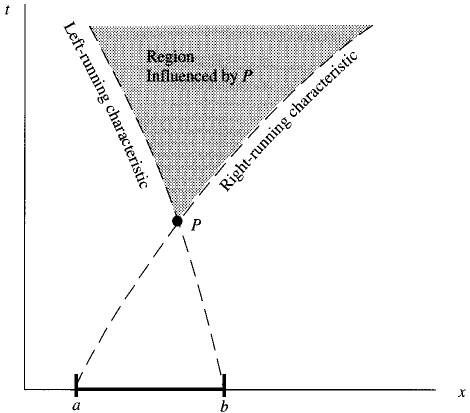 t
Left-running characteristic
Region
Influenced by P
Right-running characteristic
P
x
a
b